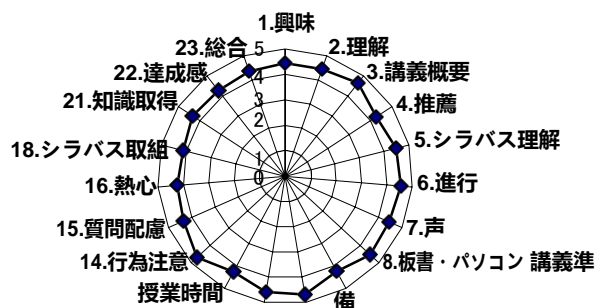 1.興味
2.理解
3.講義概要
4.推薦
5.シラバス理解
6.進行
7.声
8.板書・パソコン 講義準
備
授業時間
14.行為注意
15.質問配慮
16.熱心
18.シラバス取組
21.知識取得
22.達成感
23.総合
5
4
3
2
1
0